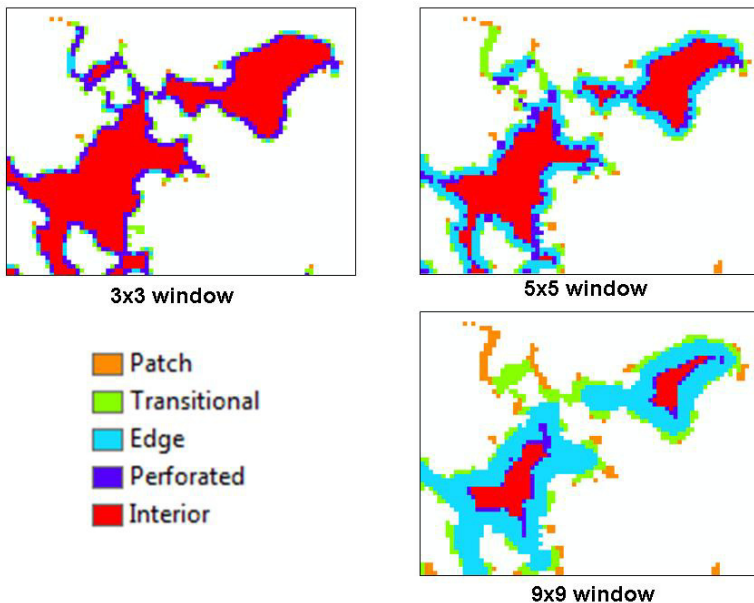 3x3 window
5x5 window
Patch
Transitional
Edge
Perforated
Interior
9x9 window